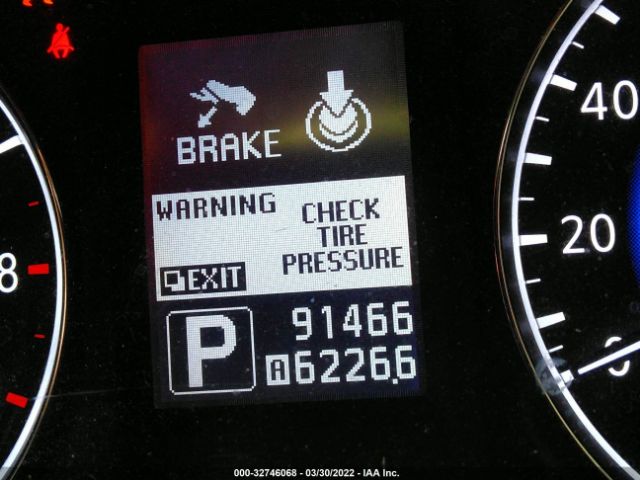 BRAKE
WARNING
CHECK
TIRE
PRESSURE
EXIT
P
91466
A 6226.6
8
40
20
0
000-32746068 - 03/30/2022 - IAA Inc.